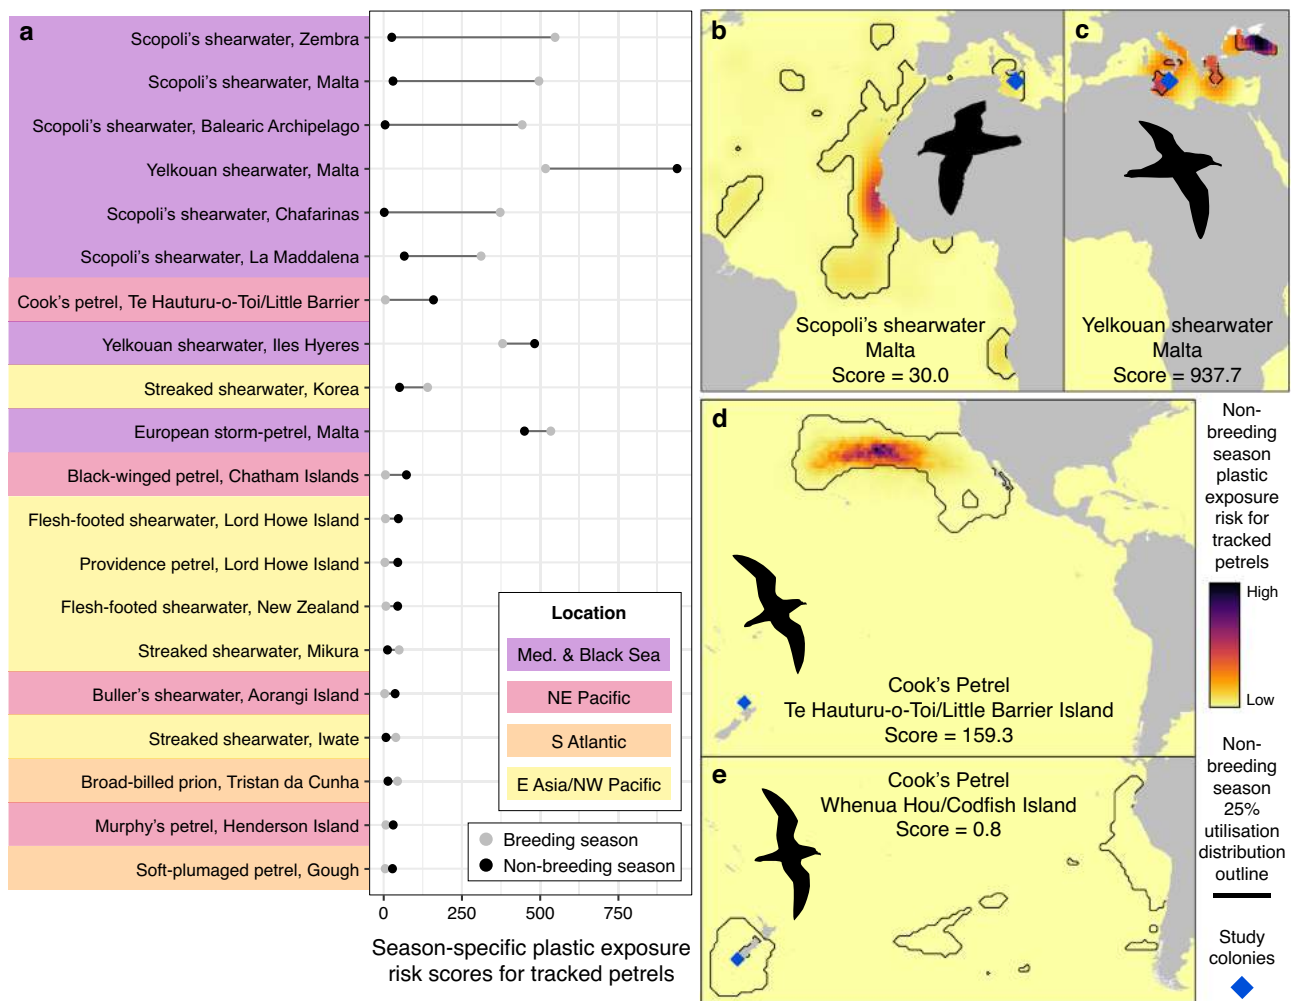 a
Scopoli's shearwater, Zembra
Scopoli's shearwater, Malta
Scopoli's shearwater, Balearic Archipelago
Yelkouan shearwater, Malta
Scopoli's shearwater, Chafarinas
Scopoli's shearwater, La Maddalena
Cook's petrel, Te Hauturu-o-Toi/Little Barrier
Yelkouan shearwater, Iles Hyeres
Streaked shearwater, Korea
European storm-petrel, Malta
Black-winged petrel, Chatham Islands
Flesh-footed shearwater, Lord Howe Island
Providence petrel, Lord Howe Island
Flesh-footed shearwater, New Zealand
Streaked shearwater, Mikura
Buller's shearwater, Aorangi Island
Streaked shearwater, Iwate
Broad-billed prion, Tristan da Cunha
Murphy's petrel, Henderson Island
Soft-plumaged petrel, Gough
Location
Med. & Black Sea
NE Pacific
S Atlantic
E Asia/NW Pacific
Breeding season
Non-breeding season
0 250 500 750
Season-specific plastic exposure
risk scores for tracked petrels
b
Scopoli's shearwater
Malta
Score = 30.0
c
Yelkouan shearwater
Malta
Score = 937.7
d
Cook's Petrel
Te Hauturu-o-Toi/Little Barrier Island
Score = 159.3
e
Cook's Petrel
Whenua Hou/Codfish Island
Score = 0.8
Non-
breeding
season
plastic
exposure
risk for
tracked
petrels
High
Low
Non-
breeding
season
25%
utilisation
distribution
outline
Study
colonies